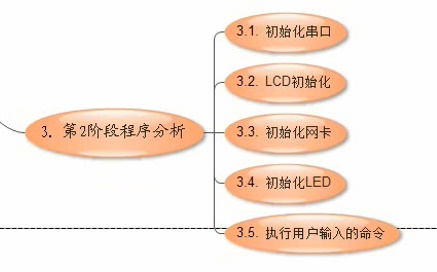 3.1. 初始化串口
3.2. LCD初始化
3. 第2阶段程序分析
3.3. 初始化网卡
3.4. 初始化LED
3.5. 执行用户输入的命令